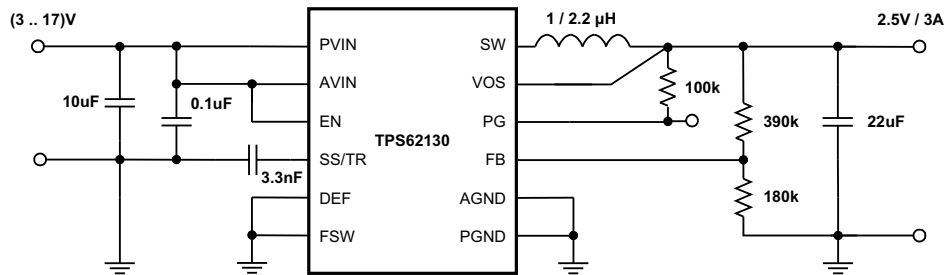 (3 .. 17)V
1 / 2.2 µH
2.5V / 3A
PVIN
SW
AVIN
VOS
10uF
0.1uF
100k
EN
PG
TPS62130
390k
22uF
SS/TR
FB
3.3nF
DEF
AGND
180k
FSW
PGND